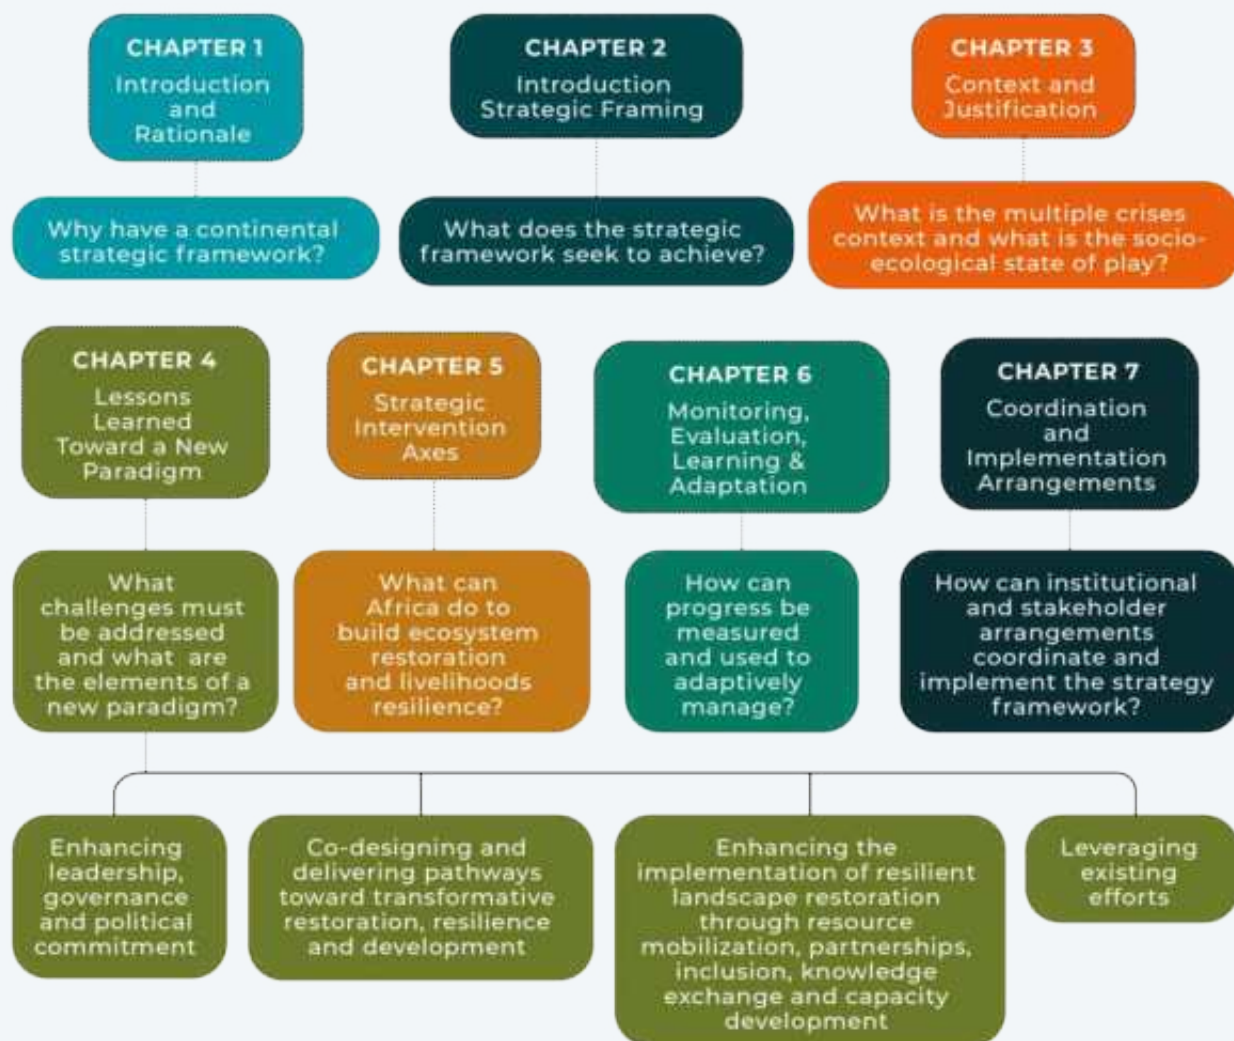 CHAPTER 1
Introduction
and
Rationale
CHAPTER 2
Introduction
Strategic Framing
CHAPTER 3
Context and
Justification
Why have a continental
strategic framework?
What does the strategic
framework seek to achieve?
What is the multiple crises
context and what is the socio-
ecological state of play?
CHAPTER 4
Lessons
Learned
Toward a New
Paradigm
CHAPTER 5
Strategic
Intervention
Axes
CHAPTER 6
Monitoring,
Evaluation,
Learning &
Adaptation
CHAPTER 7
Coordination
and
Implementation
Arrangements
What
challenges must
be addressed
and what are
the elements of a
new paradigm?
What can
Africa do to
build ecosystem
restoration
and livelihoods
resilience?
How can
progress be
measured
and used to
adaptively
manage?
How can institutional
and stakeholder
arrangements
coordinate and
implement the strategy
framework?
Enhancing
leadership,
governance
and political
commitment
Co-designing and
delivering pathways
toward transformative
restoration, resilience
and development
Enhancing the
implementation of resilient
landscape restoration
through resource
mobilization, partnerships,
inclusion, knowledge
exchange and capacity
development
Leveraging
existing
efforts